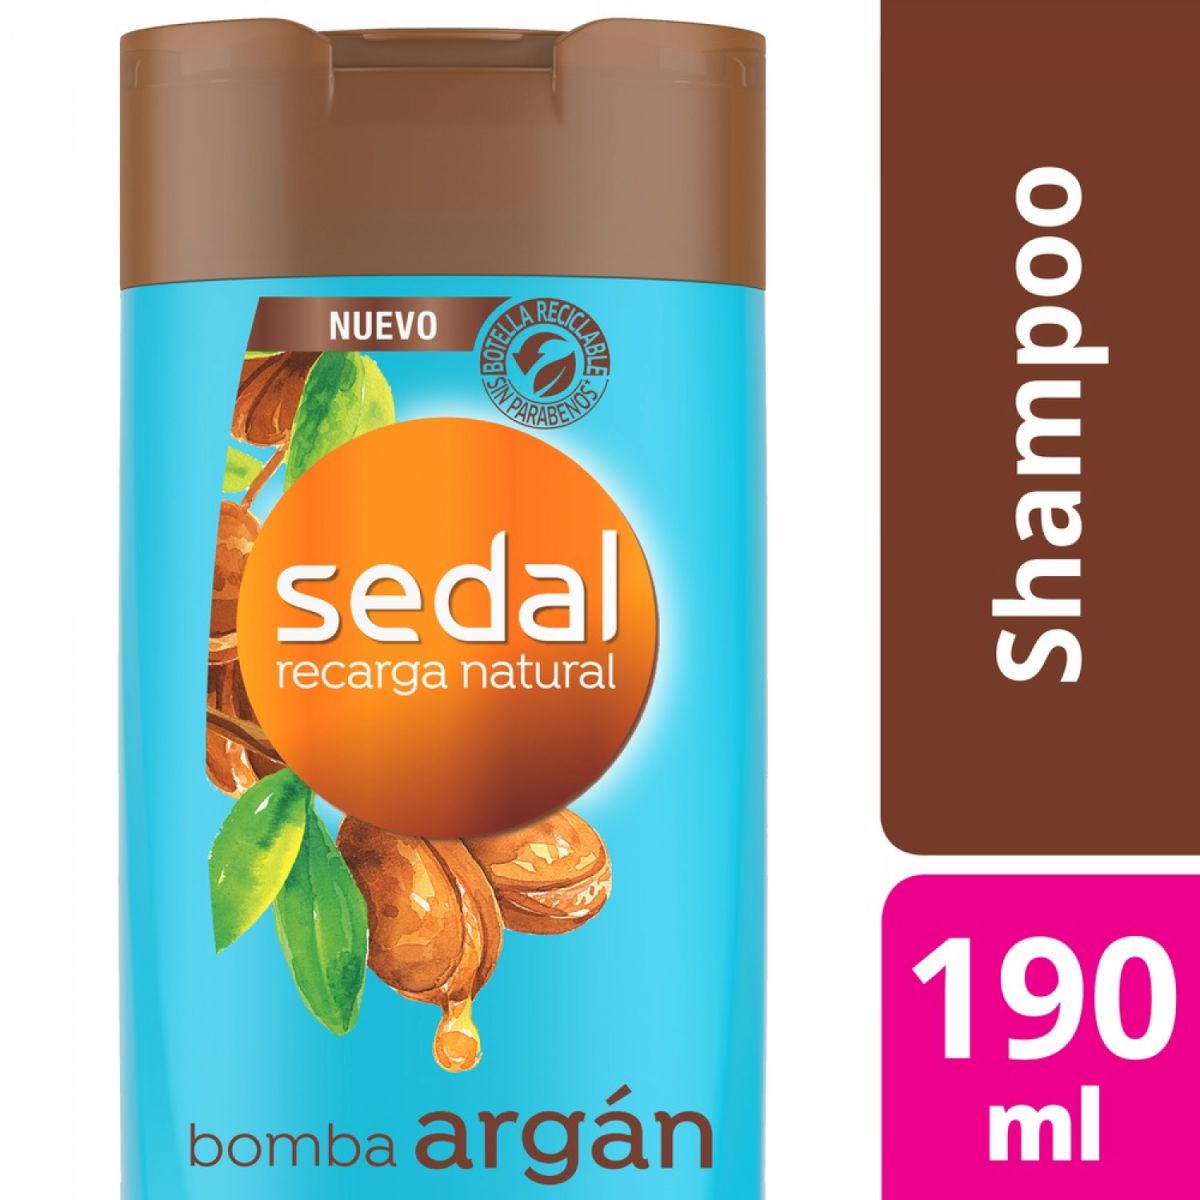 NUEVO
BOTELLA RECICLABLE
SIN PARABENOS*
sedal
recarga natural
bomba argán
Shampoo
190
ml